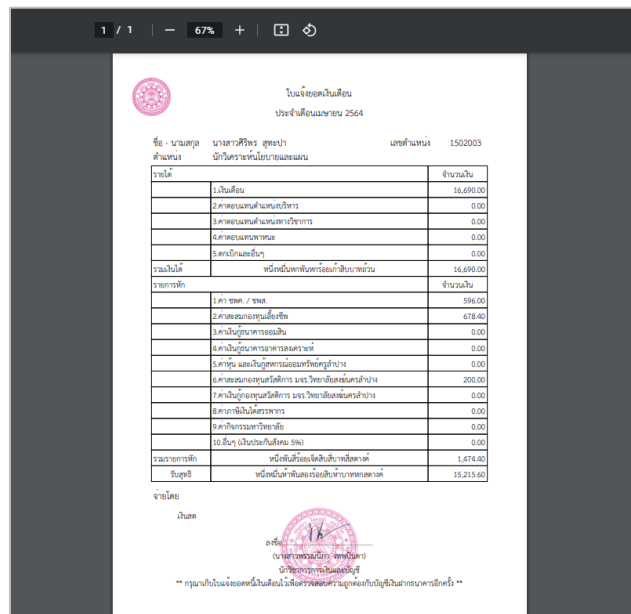 1 / 1 67%
ใบแจ้งยอดเงินเดือน
ประจำเดือนเมษายน 2564
ชื่อ - นามสกุล นางสาวศิริพร สุทะปา เลขตำแหน่ง 1502003
ตำแหน่ง นักวิเคราะห์นโยบายและแผน
รายได้ จำนวนเงิน
1.เงินเดือน 16,690.00
2.ค่าตอบแทนตำแหน่งบริหาร 0.00
3.ค่าตอบแทนตำแหน่งทางวิชาการ 0.00
4.ค่าตอบแทนพาหนะ 0.00
5.ตกเบิกและอื่นๆ 0.00
รวมเงินได้ หนึ่งหมื่นหกพันหกร้อยเก้าสิบบาทถ้วน 16,690.00
รายการหัก จำนวนเงิน
1.ค่า ชพค. / ชพส. 596.00
2.ค่าสะสมกองทุนเลี้ยงชีพ 678.40
3.ค่าเงินกู้ธนาคารออมสิน 0.00
4.ค่าเงินกู้ธนาคารอาคารสงเคราะห์ 0.00
5.ค่าหุ้น และเงินกู้สหกรณ์ออมทรัพย์ครูลำปาง 0.00
6.ค่าสะสมกองทุนสวัสดิการ มจร.วิทยาลัยสงฆ์นครลำปาง 200.00
7.ค่าเงินกู้กองทุนสวัสดิการ มจร.วิทยาลัยสงฆ์นครลำปาง 0.00
8.ค่าภาษีเงินได้สรรพากร 0.00
9.ค่ากิจกรรมมหาวิทยาลัย 0.00
10.อื่นๆ (เงินประกันสังคม 5%) 0.00
รวมรายการหัก หนึ่งพันสี่ร้อยเจ็ดสิบสี่บาทสี่สตางค์ 1,474.40
รับสุทธิ หนึ่งหมื่นห้าพันสองร้อยสิบห้าบาทหกสตางค์ 15,215.60
จ่ายโดย
เงินสด
ลงชื่อ
(นางสาวพรรณนิภา เทพปินตา)
นักวิชาการการเงินและบัญชี
** กรุณาเก็บใบแจ้งยอดหนี้เงินเดือนไว้เพื่อตรวจสอบความถูกต้องกับบัญชีเงินฝากธนาคารอีกครั้ง **